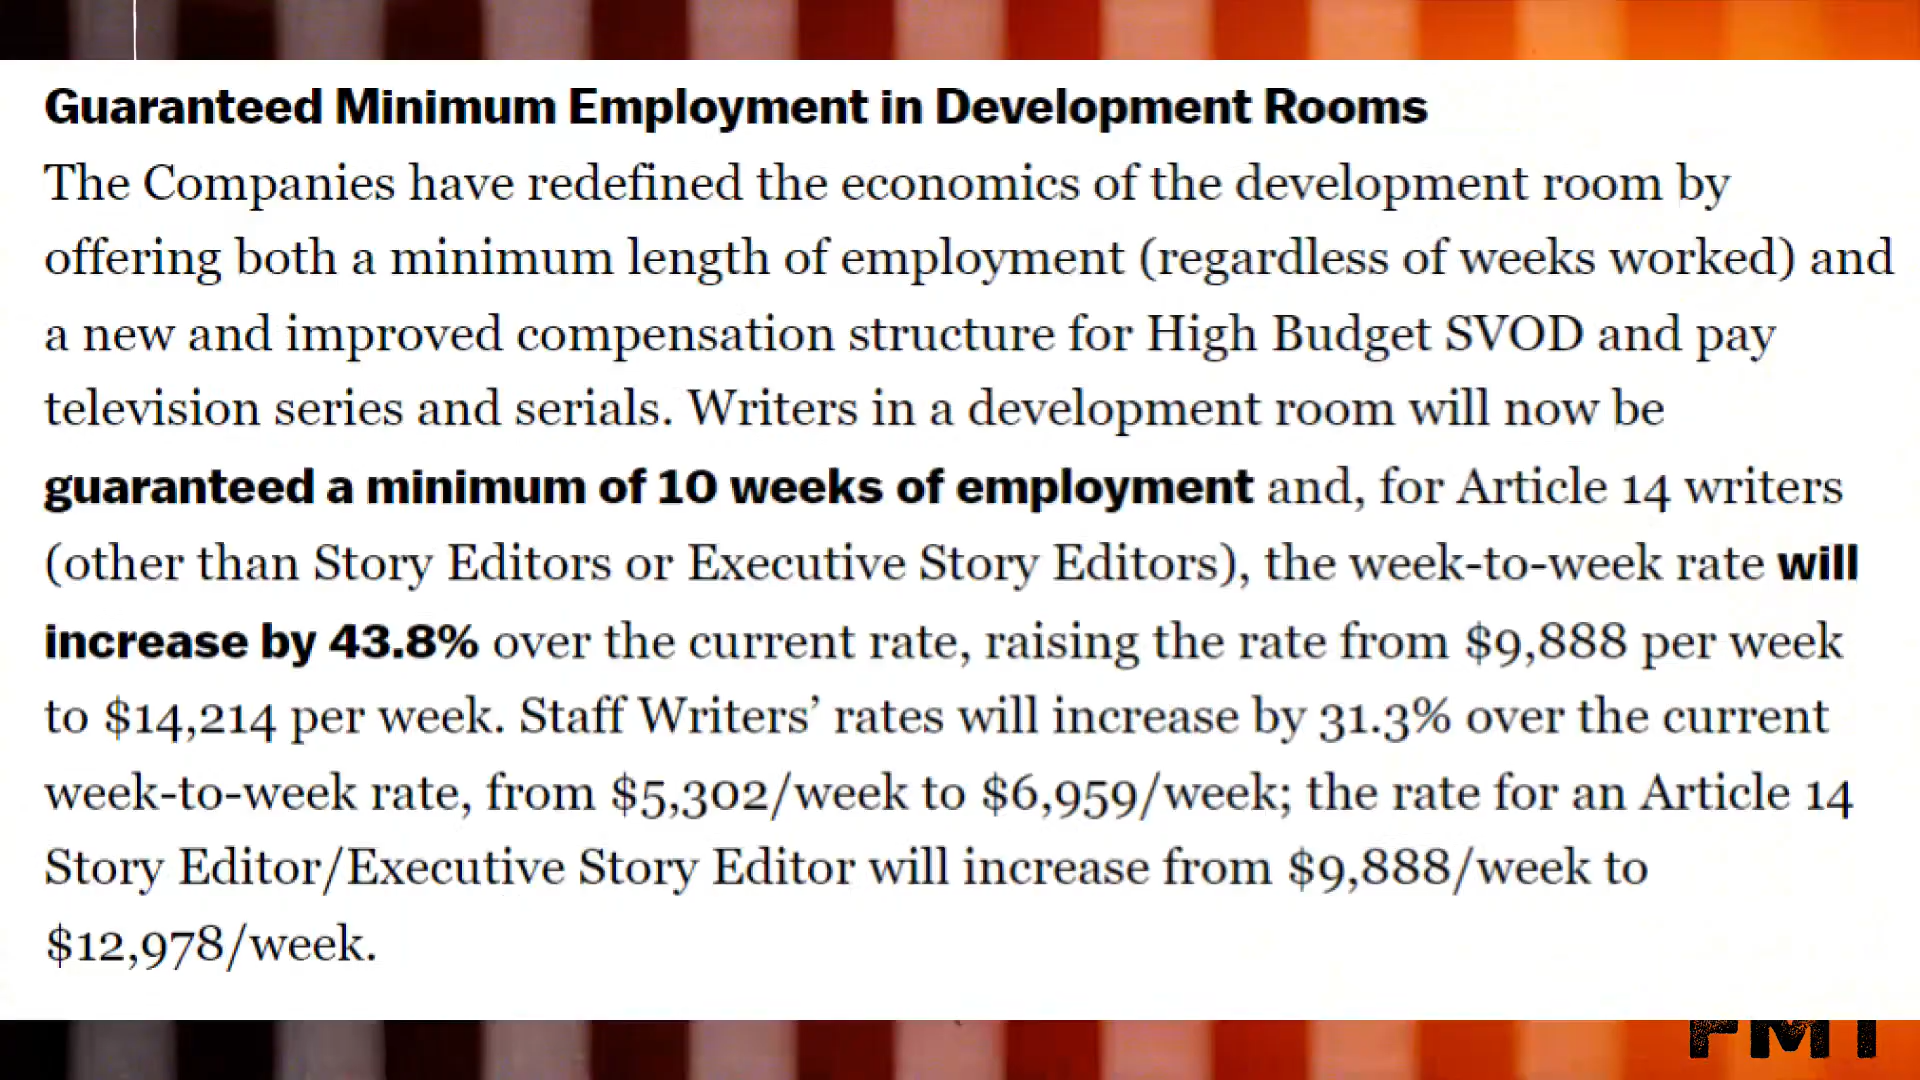 Guaranteed Minimum Employment in Development Rooms
The Companies have redefined the economics of the development room by
offering both a minimum length of employment (regardless of weeks worked) and
a new and improved compensation structure for High Budget SVOD and pay
television series and serials. Writers in a development room will now be
guaranteed a minimum of 10 weeks of employment and, for Article 14 writers
(other than Story Editors or Executive Story Editors), the week-to-week rate will
increase by 43.8% over the current rate, raising the rate from $9,888 per week
to $14,214 per week. Staff Writers’ rates will increase by 31.3% over the current
week-to-week rate, from $5,302/week to $6,959/week; the rate for an Article 14
Story Editor/Executive Story Editor will increase from $9,888/week to
$12,978/week.